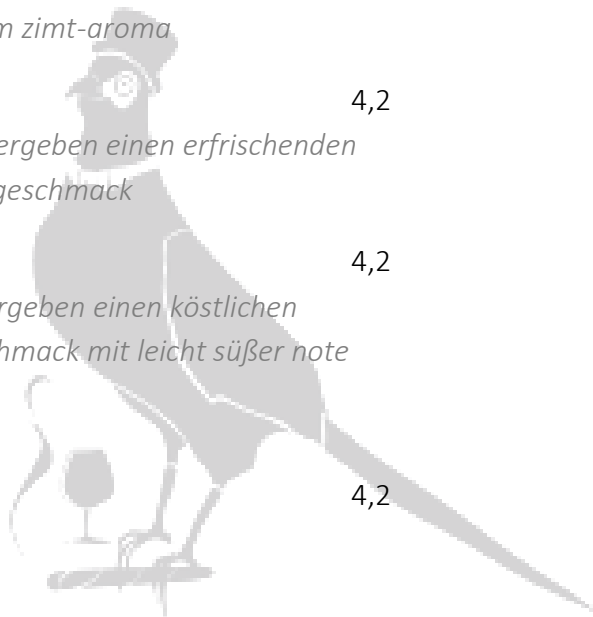 m zimt-aroma
4,2
ergeben einen erfrischenden
geschmack
4,2
rgeben einen köstlichen
hmack mit leicht süßer note
4,2